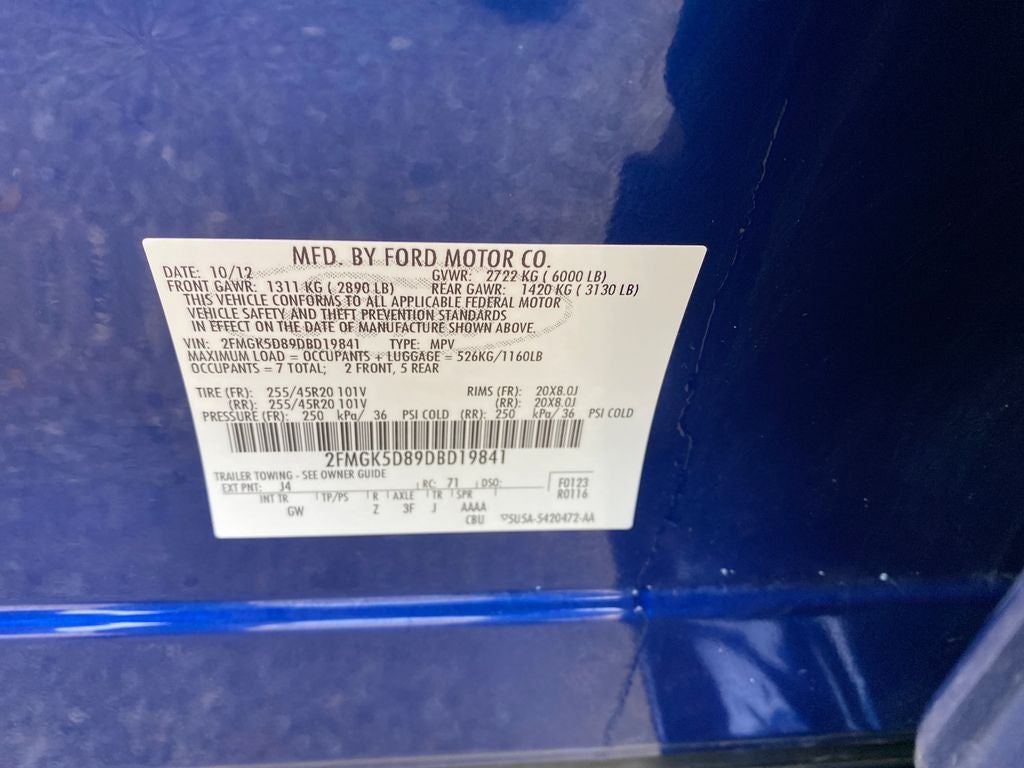 MFD. BY FORD MOTOR CO.
DATE: 10/12 GVWR: 2722 KG ( 6000 LB)
FRONT GAWR: 1311 KG ( 2890 LB) REAR GAWR: 1420 KG ( 3130 LB)
THIS VEHICLE CONFORMS TO ALL APPLICABLE FEDERAL MOTOR
VEHICLE SAFETY AND THEFT PREVENTION STANDARDS
IN EFFECT ON THE DATE OF MANUFACTURE SHOWN ABOVE.
VIN: 2FMGK5D89DBD19841 TYPE: MPV
MAXIMUM LOAD = OCCUPANTS + LUGGAGE = 526KG/1160LB
OCCUPANTS = 7 TOTAL; 2 FRONT, 5 REAR
TIRE (FR): 255/45R20 101V RIMS (FR): 20X8.0J
(RR): 255/45R20 101V (RR): 20X8.0J
PRESSURE (FR): 250 kPa/ 36 PSI COLD (RR): 250 kPa/ 36 PSI COLD
2FMGK5D89DBD19841
TRAILER TOWING - SEE OWNER GUIDE
EXT PNT: J4 RC: 71 DSO: F0123
INT TR TP/PS R AXLE TR SPR R0116
GW Z 3F J AAAA
CBU 5U5A-5420472-AA